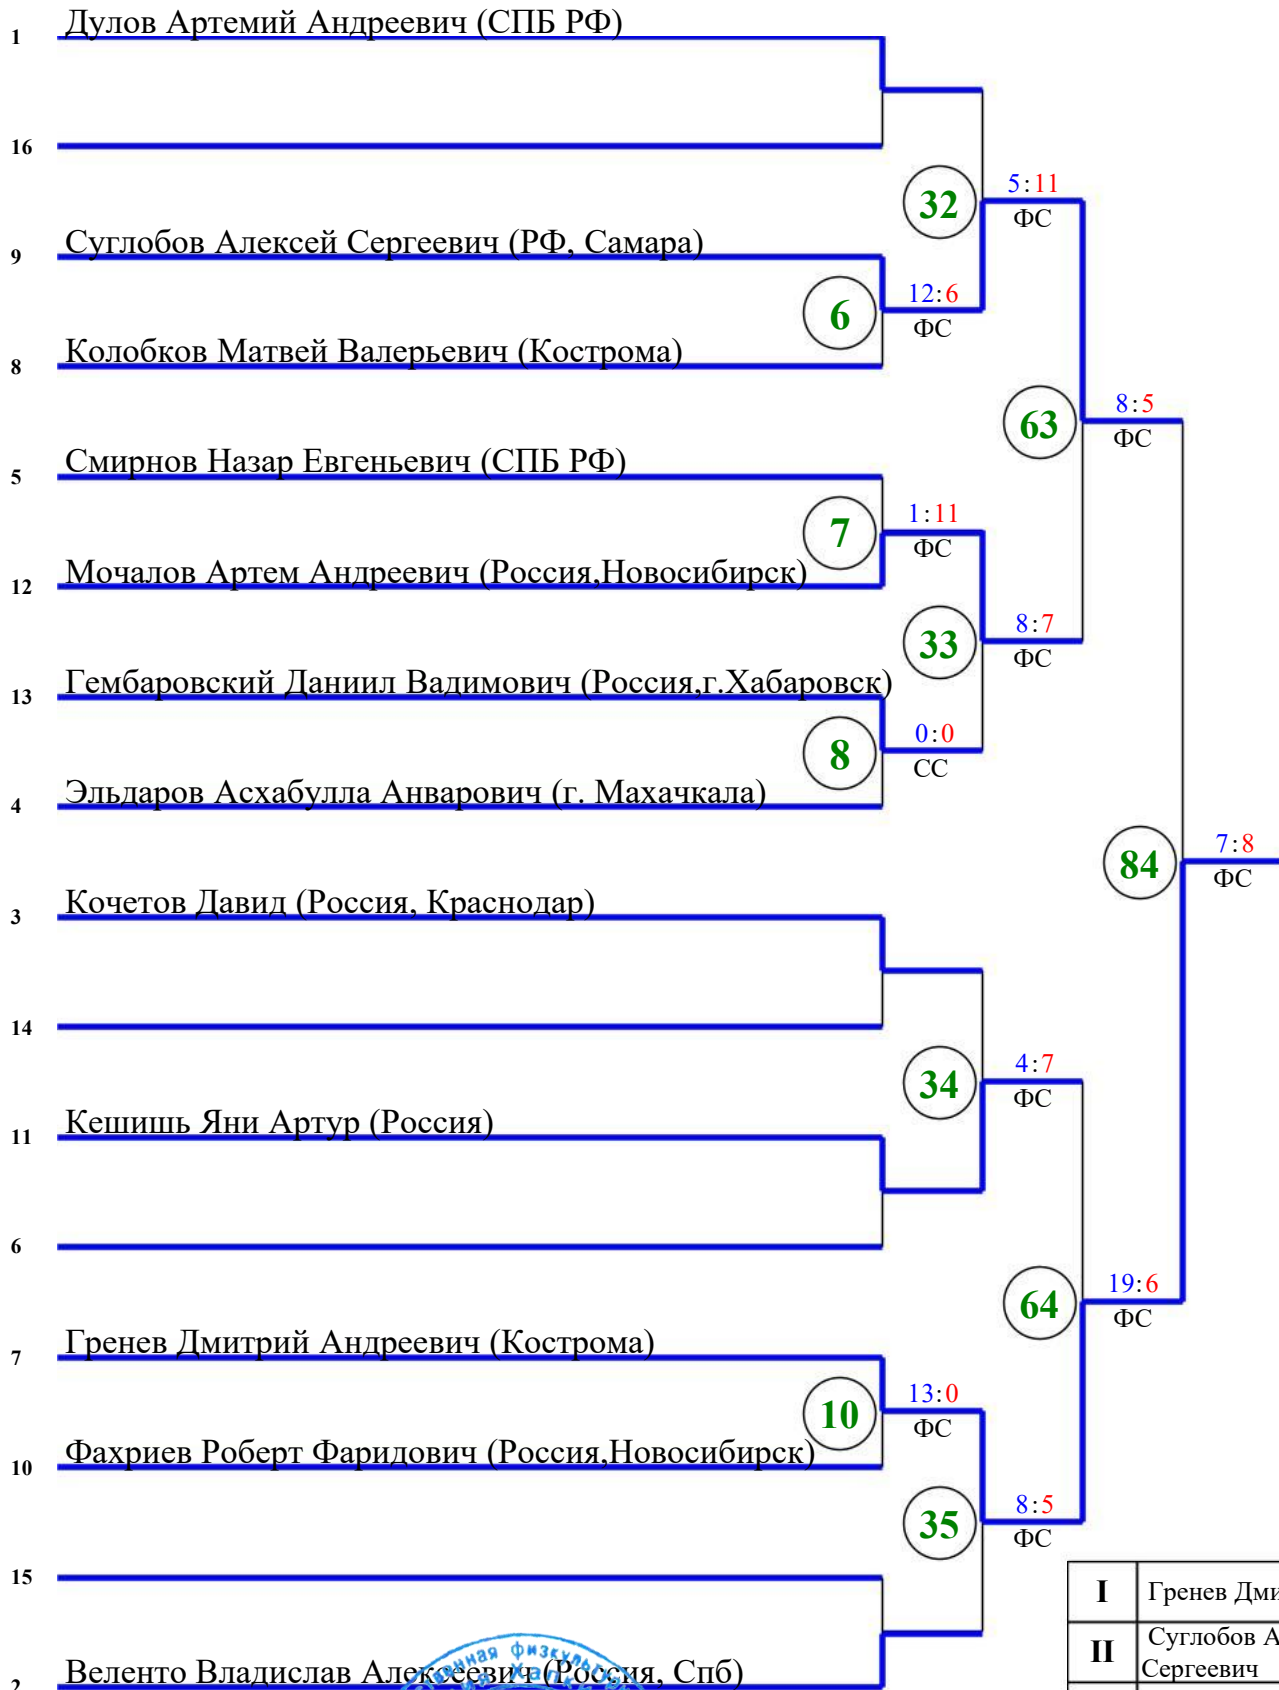 1 Дулов Артемий Андреевич (СПБ РФ)
16
32
5:11
ФС
9 Суглобов Алексей Сергеевич (РФ, Самара)
6
12:6
ФС
8 Колобков Матвей Валерьевич (Кострома)
63
8:5
ФС
5 Смирнов Назар Евгеньевич (СПБ РФ)
7
1:11
ФС
12 Мочалов Артем Андреевич (Россия,Новосибирск)
33
8:7
ФС
13 Гембаровский Даниил Вадимович (Россия,г.Хабаровск)
8
0:0
СС
4 Эльдаров Асхабулла Анварович (г. Махачкала)
84
7:8
ФС
3 Кочетов Давид (Россия, Краснодар)
14
34
4:7
ФС
11 Кешишь Яни Артур (Россия)
6
64
19:6
ФС
7 Гренев Дмитрий Андреевич (Кострома)
10
13:0
ФС
10 Фахриев Роберт Фаридович (Россия,Новосибирск)
35
8:5
ФС
15
I Гренев Дми
II Суглобов А
Сергеевич
2 Веленто Владислав Алексеевич (Россия, Спб)